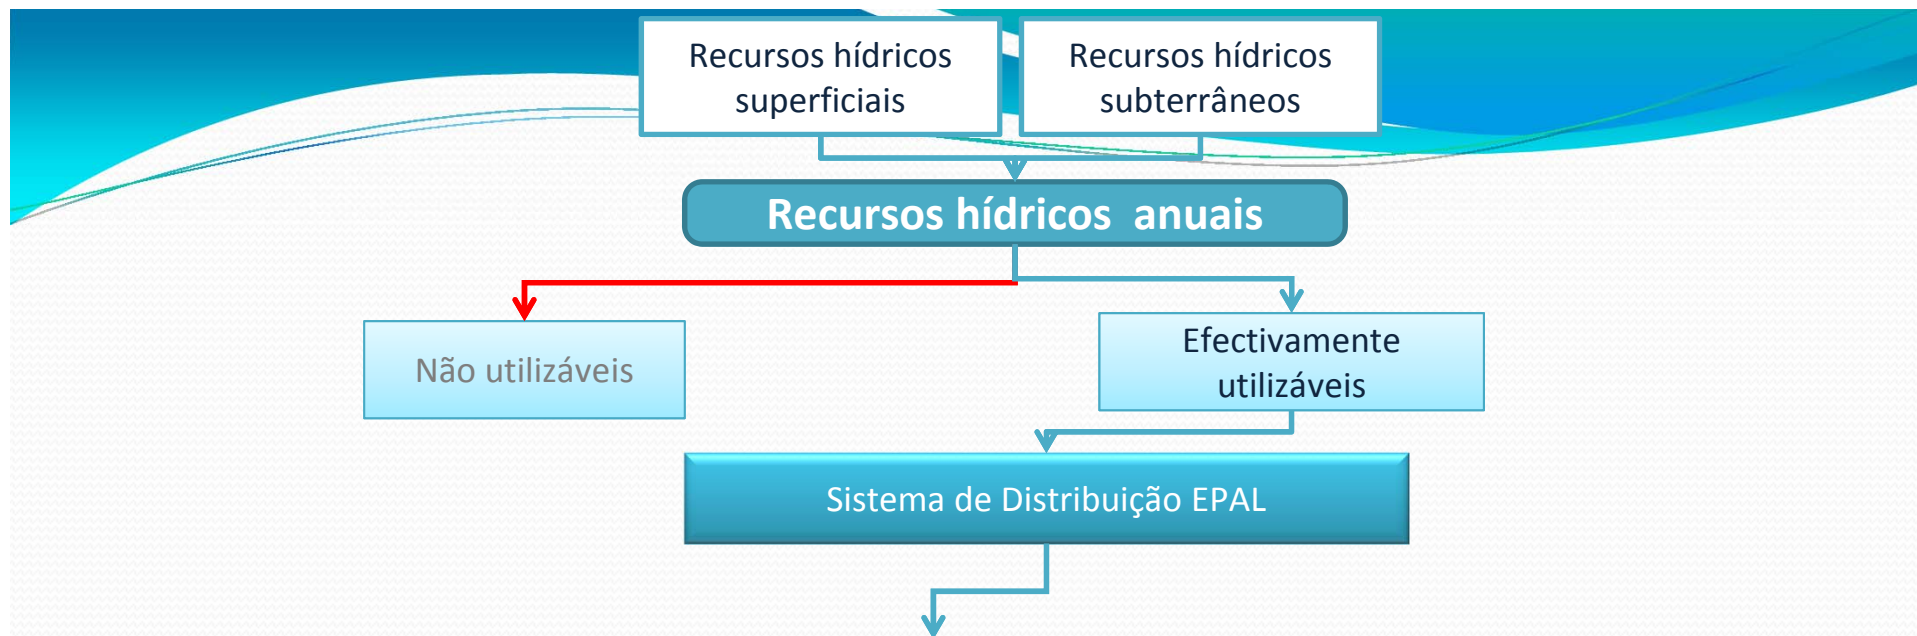 Recursos hídricos
superficiais
Recursos hídricos
subterrâneos
Recursos hídricos  anuais
Não utilizáveis
Efectivamente
utilizáveis
Sistema de Distribuição EPAL